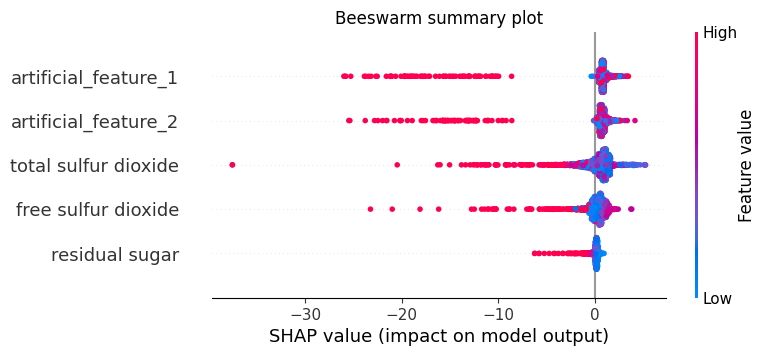 Beeswarm summary plot
High
artificial_feature_1
artificial_feature_2
total sulfur dioxide
free sulfur dioxide
residual sugar
Feature value
Low
−30 −20 −10 0
SHAP value (impact on model output)